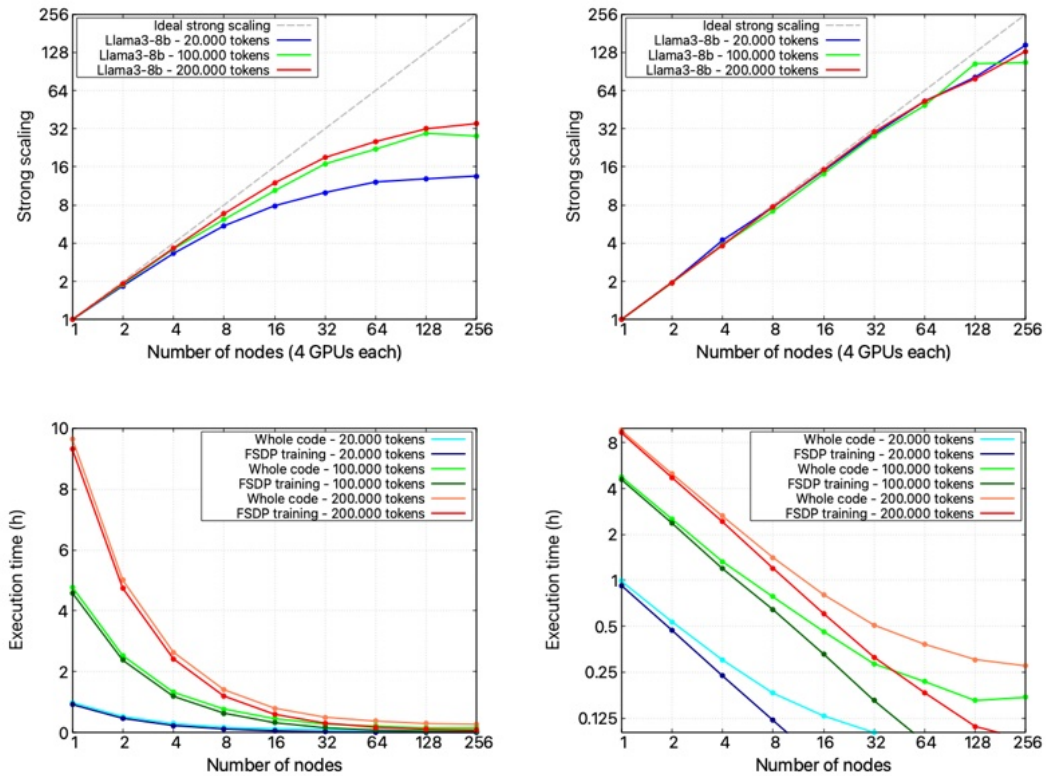 Ideal strong scaling
Llama3-8b - 20.000 tokens
Llama3-8b - 100.000 tokens
Llama3-8b - 200.000 tokens
256
128
64
32
16
8
4
2
1
Strong scaling
1 2 4 8 16 32 64 128 256
Number of nodes (4 GPUs each)
Ideal strong scaling
Llama3-8b - 20.000 tokens
Llama3-8b - 100.000 tokens
Llama3-8b - 200.000 tokens
256
128
64
32
16
8
4
2
1
Strong scaling
1 2 4 8 16 32 64 128 256
Number of nodes (4 GPUs each)
Whole code - 20.000 tokens
FSDP training - 20.000 tokens
Whole code - 100.000 tokens
FSDP training - 100.000 tokens
Whole code - 200.000 tokens
FSDP training - 200.000 tokens
10
8
6
4
2
0
Execution time (h)
1 2 4 8 16 32 64 128 256
Number of nodes
Whole code - 20.000 tokens
FSDP training - 20.000 tokens
Whole code - 100.000 tokens
FSDP training - 100.000 tokens
Whole code - 200.000 tokens
FSDP training - 200.000 tokens
8
4
2
1
0.5
0.25
0.125
Execution time (h)
1 2 4 8 16 32 64 128 256
Number of nodes